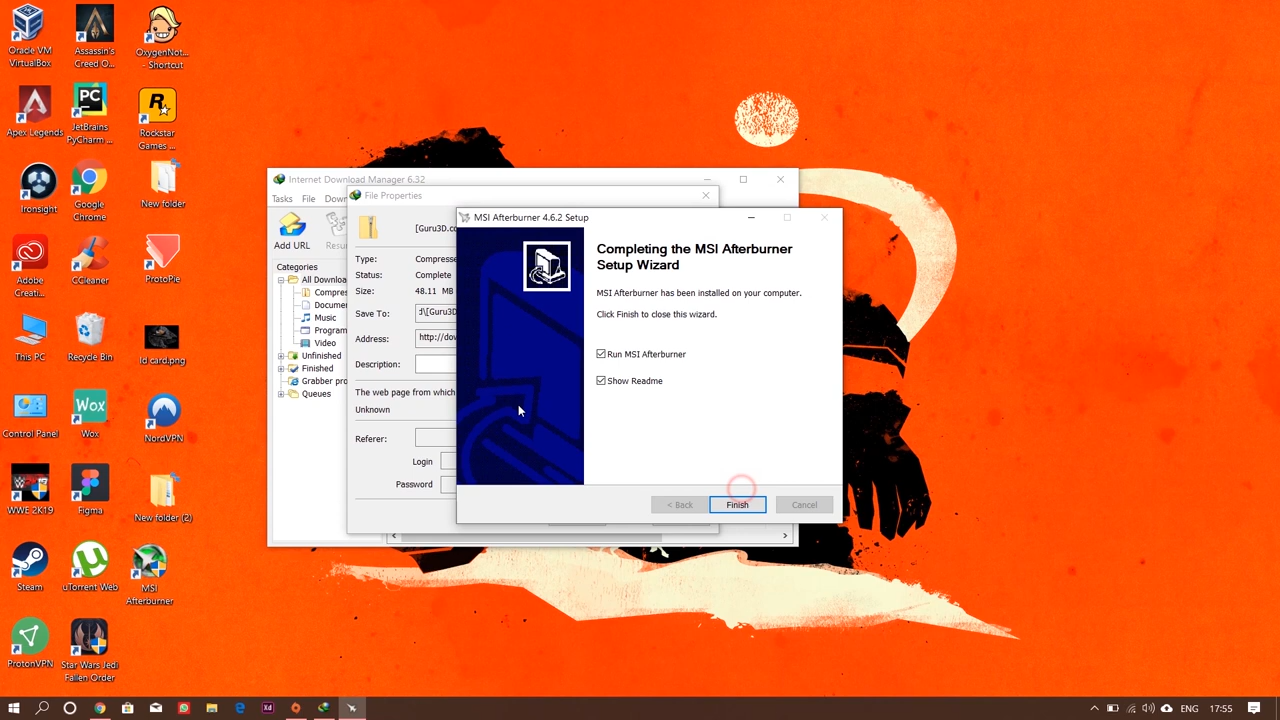 Oracle VM
VirtualBox
Assassin's
Creed O...
OxygenNot...
- Shortcut
Apex Legends
JetBrains
PyCharm ...
Rockstar
Games ...
Ironsight
Google
Chrome
New folder
Adobe
Creati...
CCleaner
ProtoPie
This PC
Recycle Bin
Id card.png
Control Panel
Wox
NordVPN
WWE 2K19
Figma
New folder (2)
Steam
uTorrent Web
MSI
Afterburner
ProtonVPN
Star Wars Jedi
Fallen Order
Internet Download Manager 6.32
Tasks File Down
Add URL
Resu
Categories
All Downloa
Compres
Docume
Music
Program
Video
Unfinished
Finished
Grabber pro
Queues
File Properties
[Guru3D.co
Type: Compresse
Status: Complete
Size: 48.11 MB
Save To: d\[Guru3D
Address: http://dow
Description:
The web page from which
Unknown
Referer:
Login
Password
MSI Afterburner 4.6.2 Setup
Completing the MSI Afterburner
Setup Wizard
MSI Afterburner has been installed on your computer.
Click Finish to close this wizard.
Run MSI Afterburner
Show Readme
< Back Finish Cancel
17:55